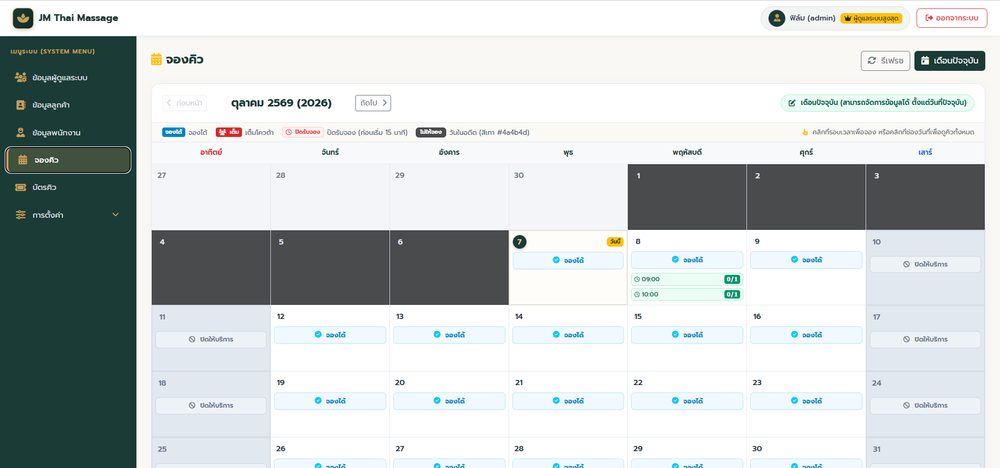 JM Thai Massage
ฟิล์ม (admin) ผู้ดูแลระบบสูงสุด
ออกจากระบบ
เมนูระบบ (SYSTEM MENU)
ข้อมูลผู้ดูแลระบบ
ข้อมูลลูกค้า
ข้อมูลพนักงาน
จองคิว
บัตรคิว
การตั้งค่า
จองคิว
รีเฟรช
เดือนปัจจุบัน
ก่อนหน้า
ตุลาคม 2569 (2026)
ถัดไป
เดือนปัจจุบัน (สามารถจัดการข้อมูลได้ ตั้งแต่วันที่ปัจจุบัน)
จองได้ จองได้ เต็ม เต็มโควต้า ปิดรับจอง ปิดรับจอง (ก่อนเริ่ม 15 นาที) ไม่ให้จอง วันในอดีต (สีเทา #4a4b4d)
คลิกที่รอบเวลาเพื่อจอง หรือคลิกที่ช่องวันที่เพื่อดูคิวทั้งหมด
อาทิตย์ จันทร์ อังคาร พุธ พฤหัสบดี ศุกร์ เสาร์
27 28 29 30 1 2 3
4 5 6 7 วันนี้ 8 9 10
จองได้ จองได้ จองได้ ปิดให้บริการ
09:00 0/1
10:00 0/1
11 12 13 14 15 16 17
ปิดให้บริการ จองได้ จองได้ จองได้ จองได้ จองได้ ปิดให้บริการ
18 19 20 21 22 23 24
ปิดให้บริการ จองได้ จองได้ จองได้ จองได้ จองได้ ปิดให้บริการ
25 26 27 28 29 30 31
จองได้ จองได้ จองได้ จองได้ จองได้